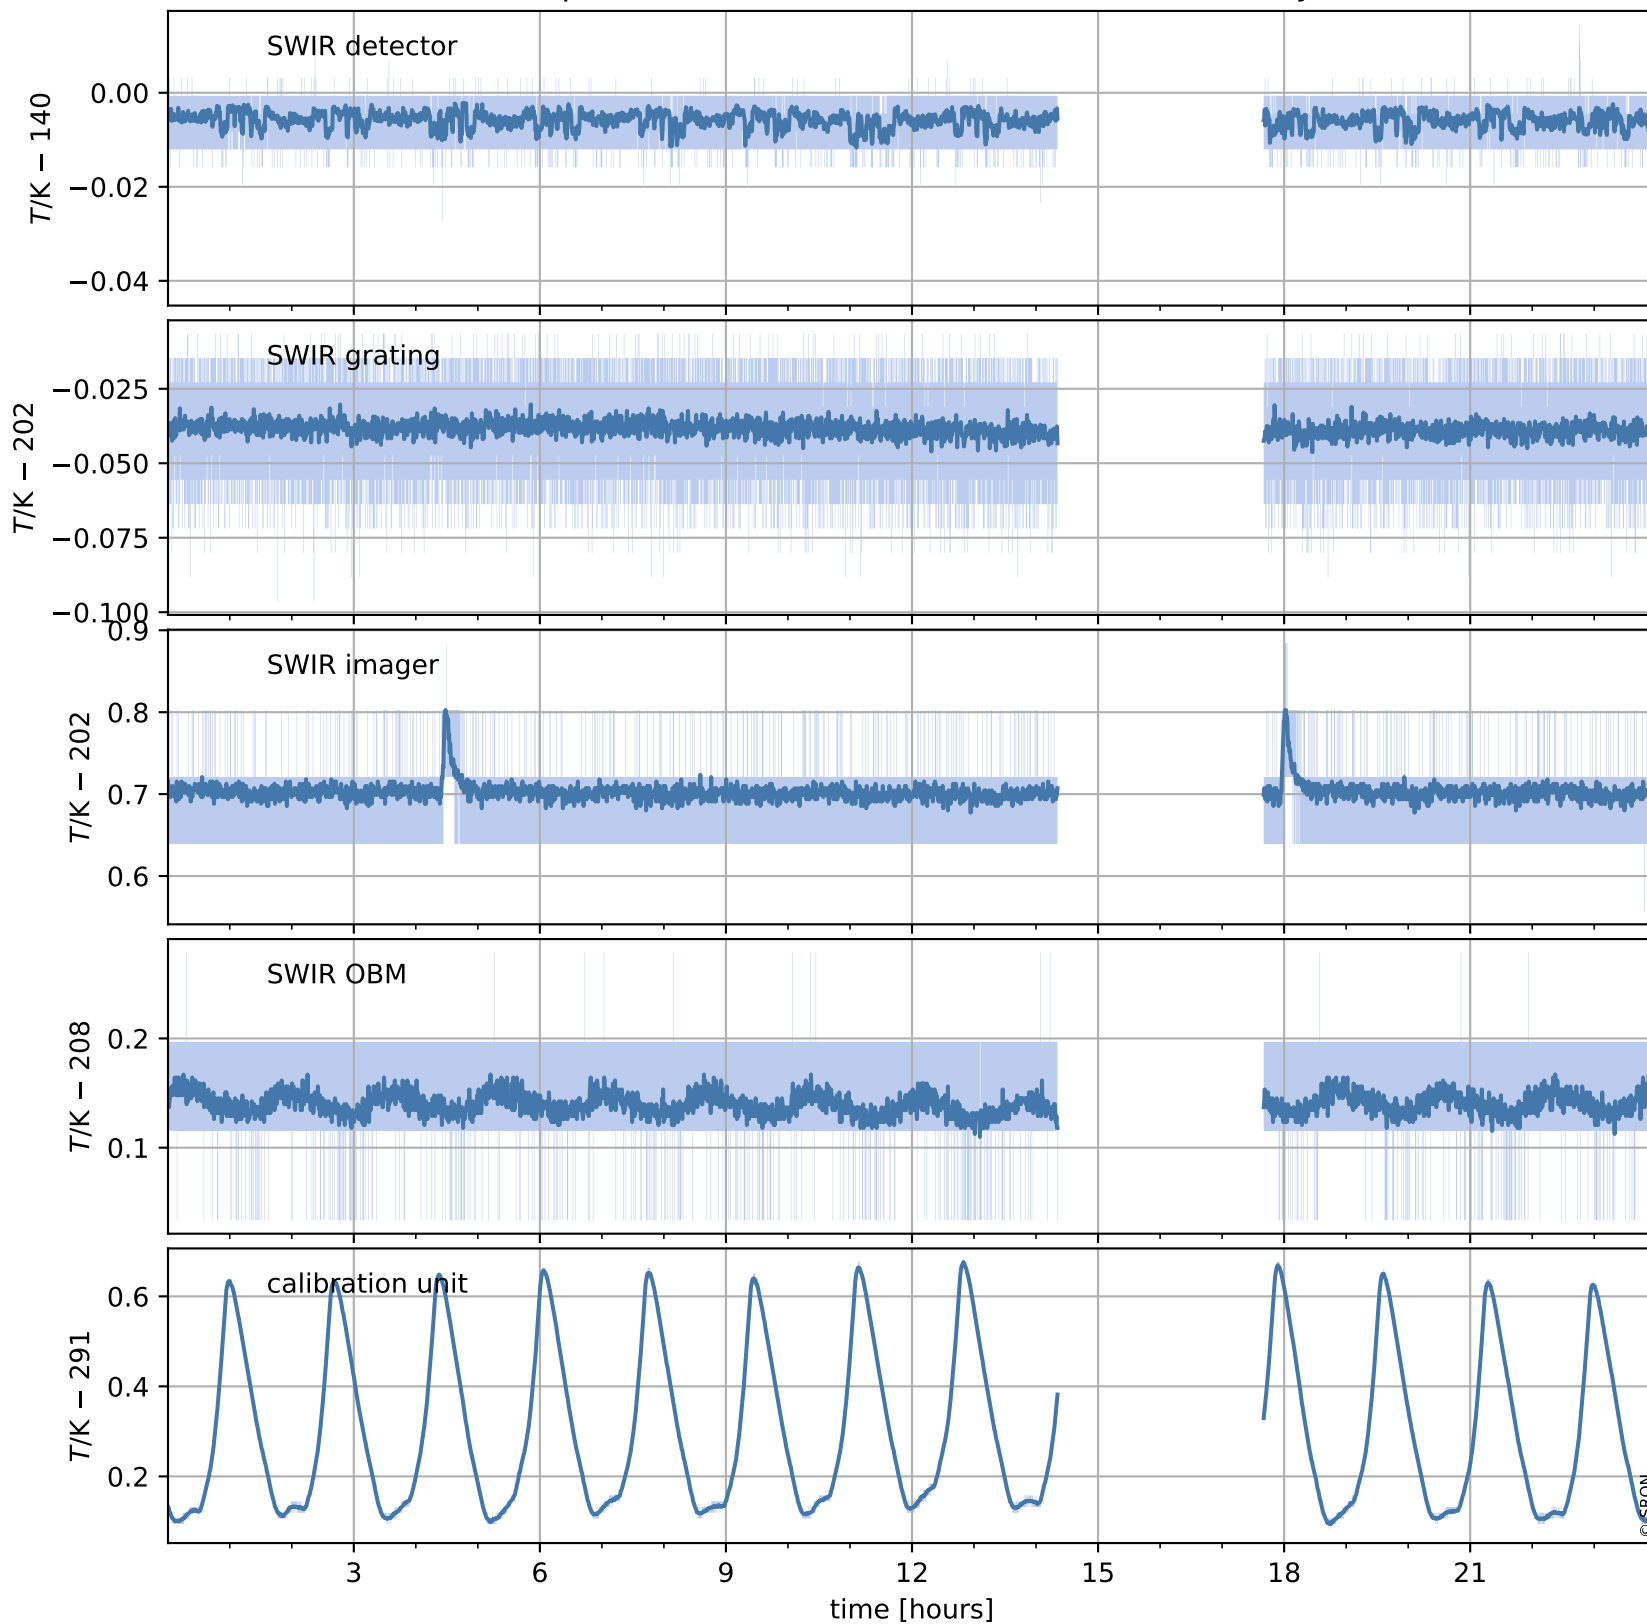 SWIR detector
0.00
−0.02
−0.04
T/K − 140
SWIR grating
−0.025
−0.050
−0.075
−0.100
T/K − 202
SWIR imager
0.9
0.8
0.7
0.6
T/K − 202
SWIR OBM
0.2
0.1
T/K − 208
calibration unit
0.6
0.4
0.2
T/K − 291
© SRON
3 6 9 12 15 18 21
time [hours]